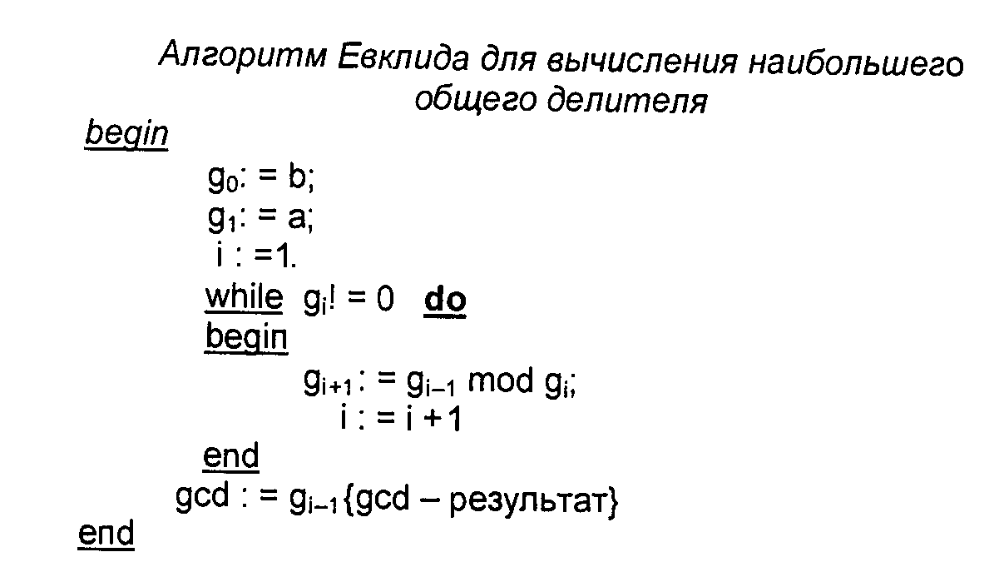 Алгоритм Евклида для вычисления наибольшего
общего делителя
begin
g₀: = b;
g₁: = a;
i : =1.
while gᵢ! = 0 do
begin
gᵢ₊₁ : = gᵢ₋₁ mod gᵢ;
i : = i + 1
end
gcd : = gᵢ₋₁{gcd – результат}
end